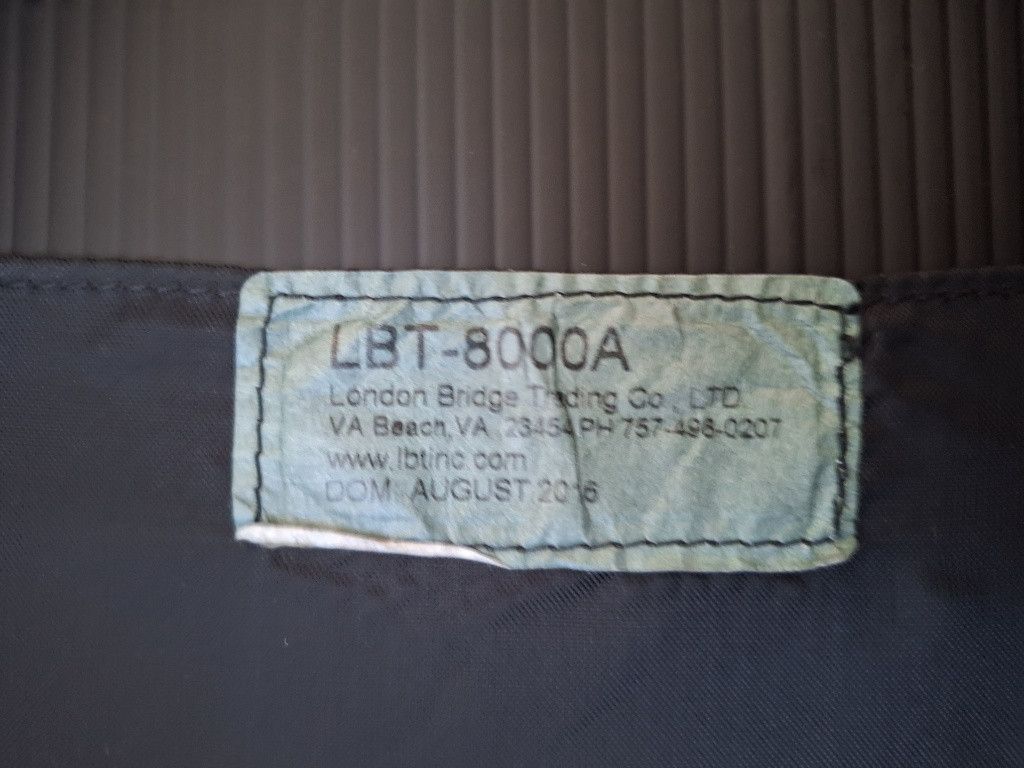 LBT-8000A
London Bridge Trading Co., LTD.
VA Beach, VA 23454 PH 757-498-0207
www.lbtinc.com
DOM: AUGUST 2016